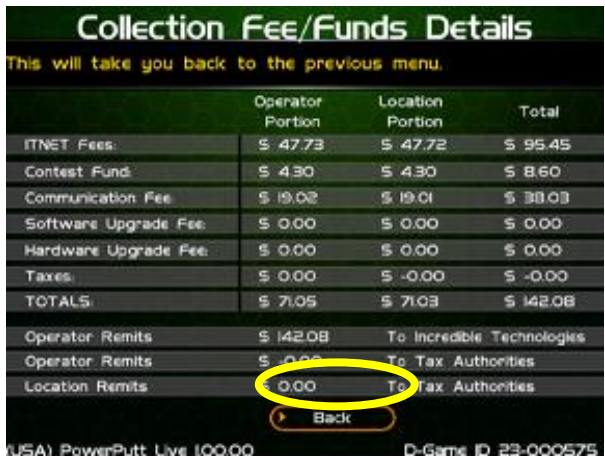 Collection Fee/Funds Details
This will take you back to the previous menu.
Operator Portion Location Portion Total
ITNET Fees: $ 47.73 $ 47.72 $ 95.45
Contest Fund: $ 4.30 $ 4.30 $ 8.60
Communication Fee: $ 19.02 $ 19.01 $ 38.03
Software Upgrade Fee: $ 0.00 $ 0.00 $ 0.00
Hardware Upgrade Fee: $ 0.00 $ 0.00 $ 0.00
Taxes: $ 0.00 $ -0.00 $ -0.00
TOTALS: $ 71.05 $ 71.03 $ 142.08
Operator Remits $ 142.08 To Incredible Technologies
Operator Remits $ -0.00 To Tax Authorities
Location Remits $ 0.00 To Tax Authorities
Back
(USA) PowerPutt Live 1.00.00 D-Game ID 23-000575